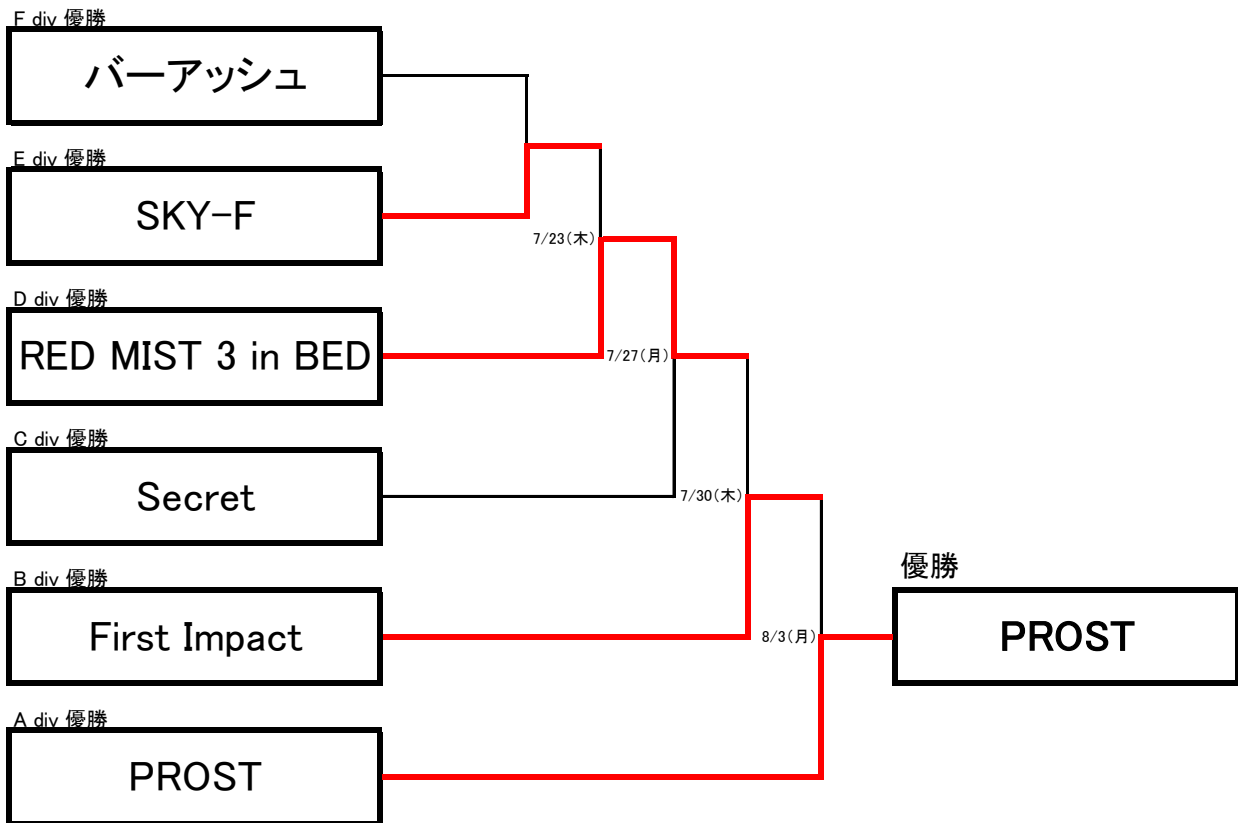 F div 優勝
バーアッシュ
E div 優勝
SKY-F
7/23(木)
D div 優勝
RED MIST 3 in BED
7/27(月)
C div 優勝
Secret
7/30(木)
B div 優勝
First Impact
8/3(月)
優勝
PROST
A div 優勝
PROST